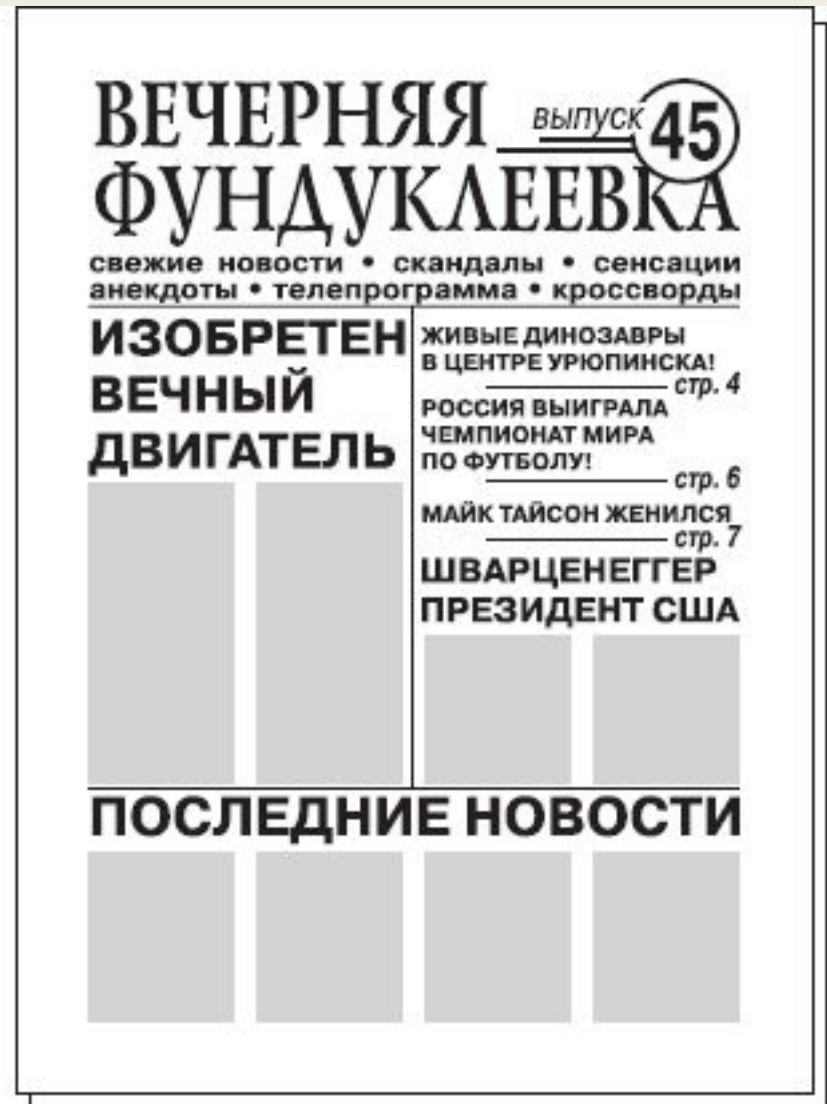 ВЕЧЕРНЯЯ
выпуск 45
ФУНДУКЛЕЕВКА
свежие новости • скандалы • сенсации
анекдоты • телепрограмма • кроссворды
ИЗОБРЕТЕН
ВЕЧНЫЙ
ДВИГАТЕЛЬ
ЖИВЫЕ ДИНОЗАВРЫ
В ЦЕНТРЕ УРЮПИНСКА!
стр. 4
РОССИЯ ВЫИГРАЛА
ЧЕМПИОНАТ МИРА
ПО ФУТБОЛУ!
стр. 6
МАЙК ТАЙСОН ЖЕНИЛСЯ
стр. 7
ШВАРЦЕНЕГГЕР
ПРЕЗИДЕНТ США
ПОСЛЕДНИЕ НОВОСТИ